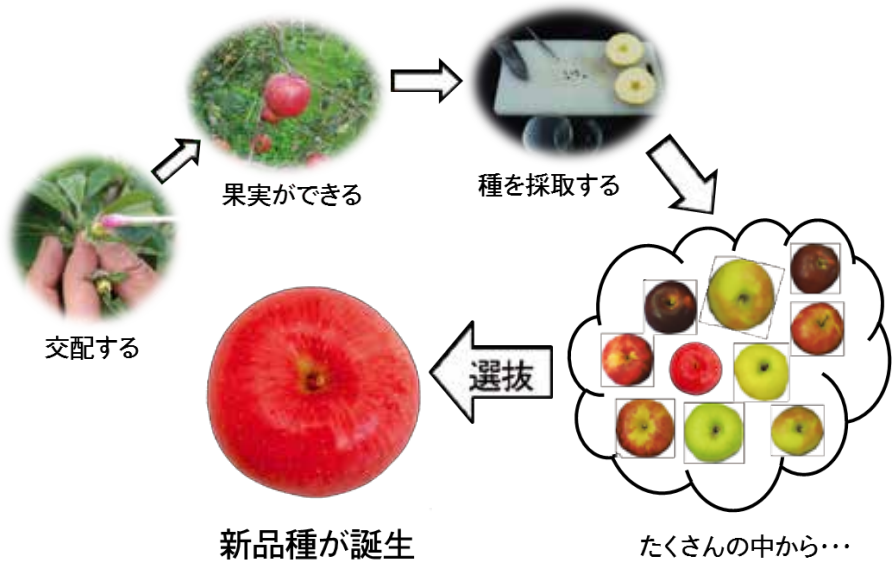 交配する
果実ができる
種を採取する
たくさんの中から・・・
選抜
新品種が誕生